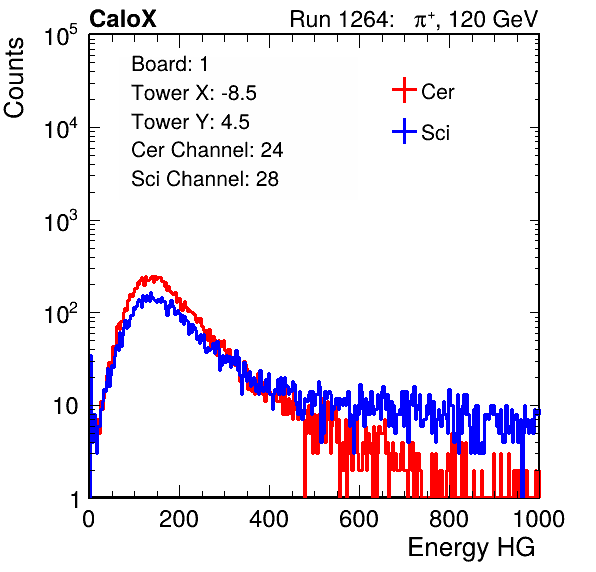 CaloX Run 1264: π⁺, 120 GeV
Counts
Board: 1
Tower X: -8.5
Tower Y: 4.5
Cer Channel: 24
Sci Channel: 28
Cer
Sci
10⁵
10⁴
10³
10²
10
1
0 200 400 600 800 1000
Energy HG